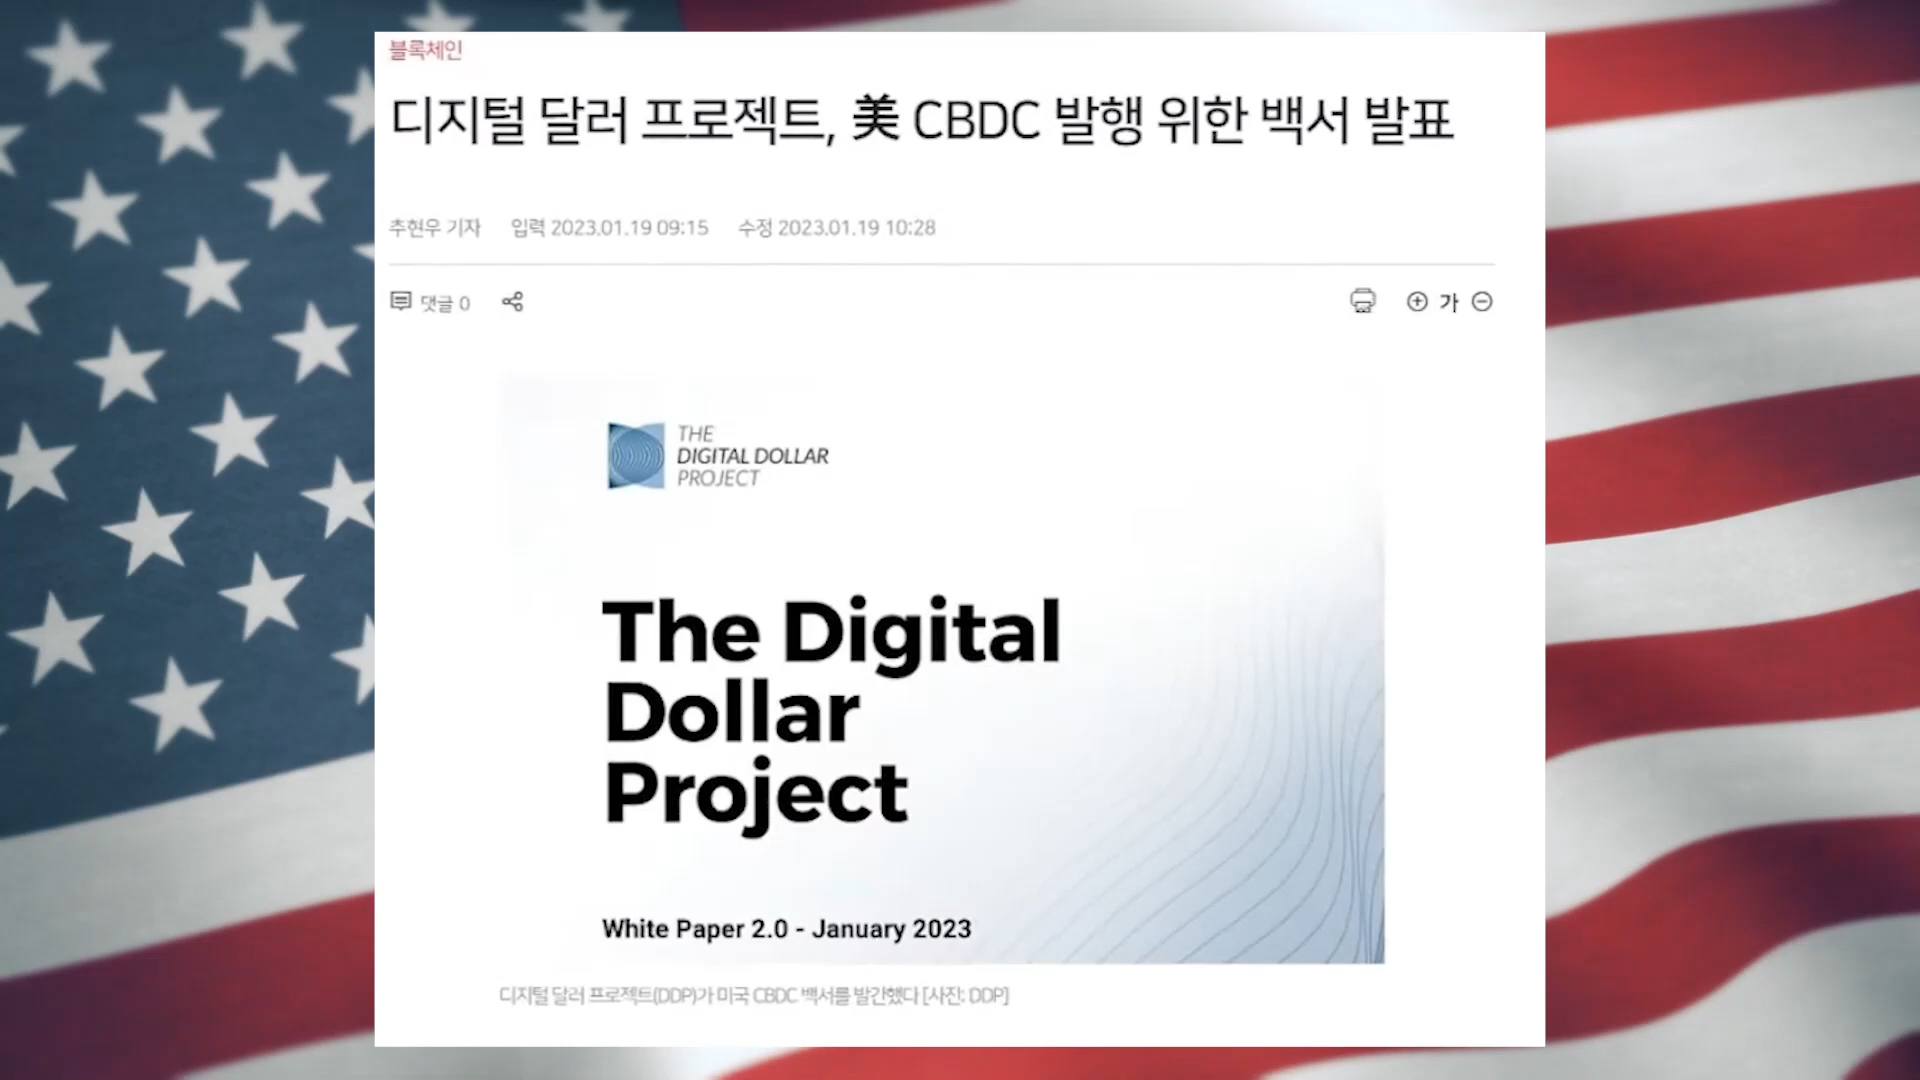 블록체인
디지털 달러 프로젝트, 美 CBDC 발행 위한 백서 발표
추현우 기자 입력 2023.01.19 09:15 수정 2023.01.19 10:28
댓글 0 가
THE
DIGITAL DOLLAR
PROJECT
The Digital
Dollar
Project
White Paper 2.0 - January 2023
디지털 달러 프로젝트(DDP)가 미국 CBDC 백서를 발간했다 [사진: DDP]